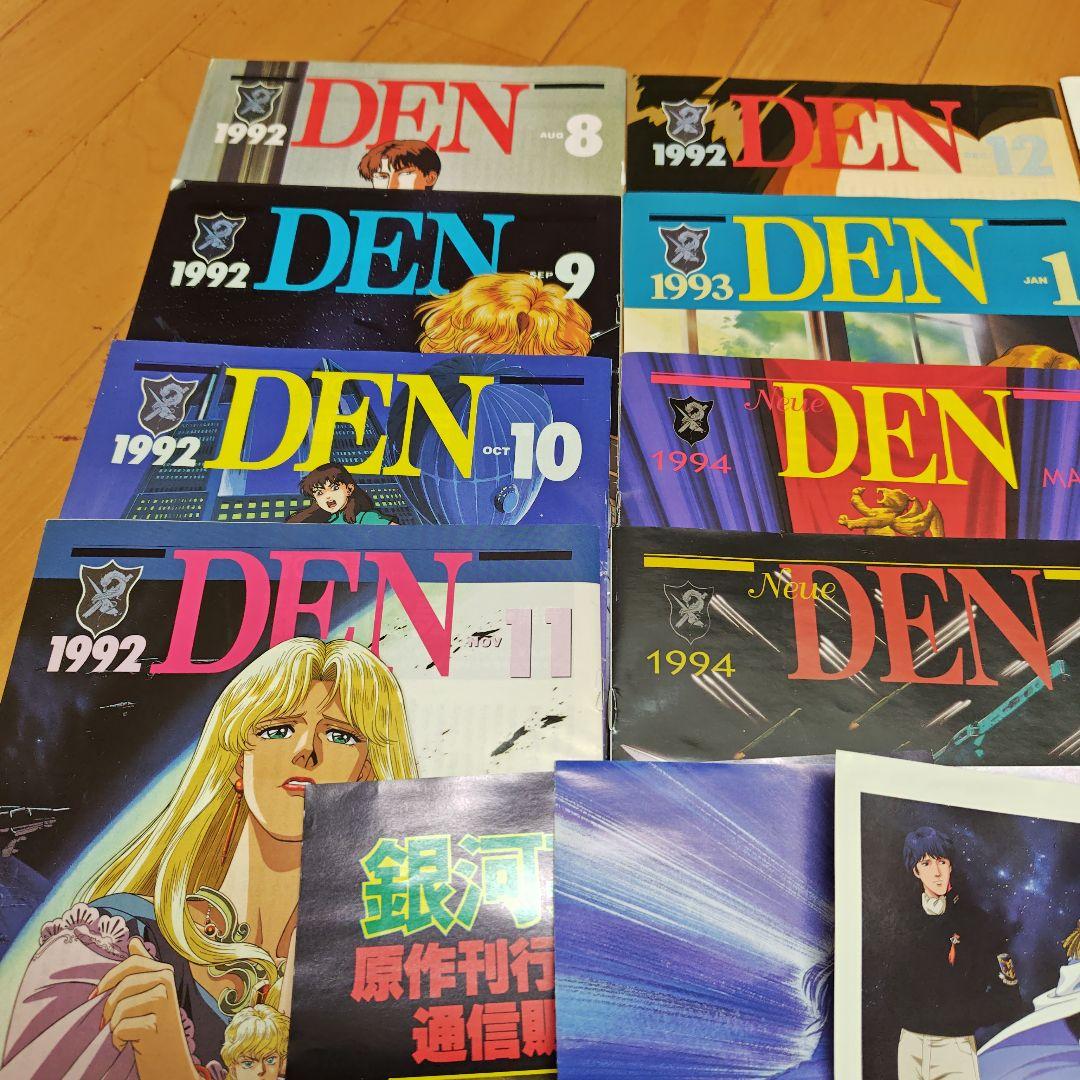 1992 DEN AUG 8
1992 DEN DEC 12
1992 DEN SEP 9
1993 DEN JAN 1
1992 DEN OCT 10
Neue
1994 DEN MA
1992 DEN NOV 11
Neue
1994 DEN
銀河
原作刊行
通信販